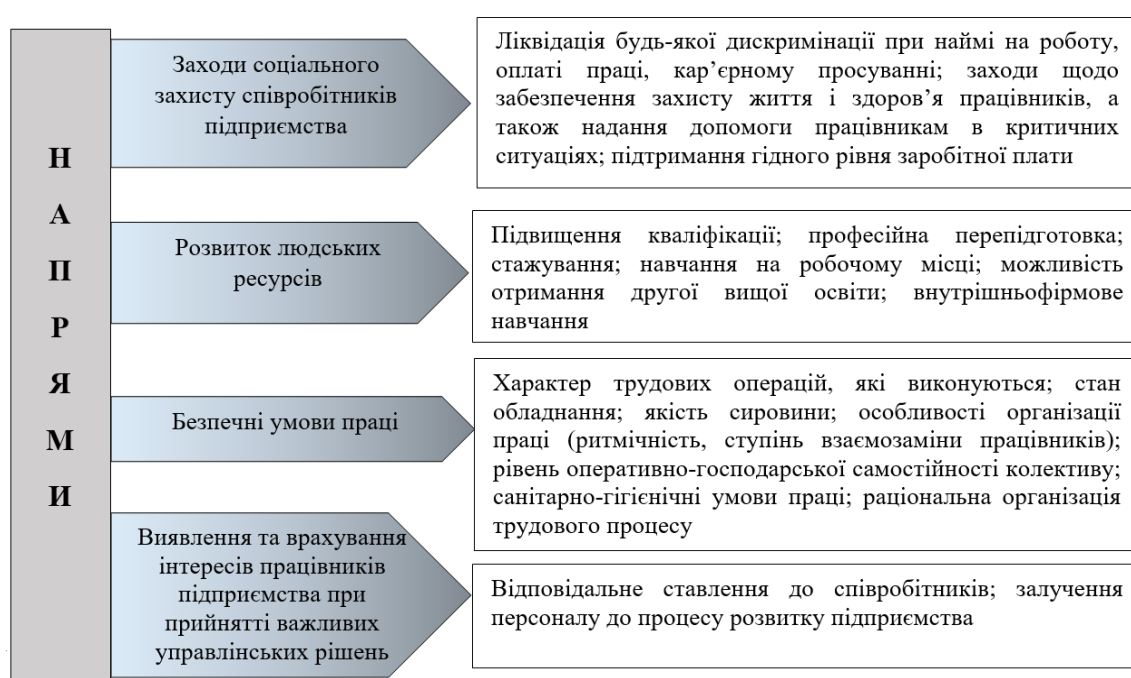 НАПРЯМИ
Заходи соціального
захисту співробітників
підприємства
Ліквідація будь-якої дискримінації при наймі на роботу,
оплаті праці, кар’єрному просуванні; заходи щодо
забезпечення захисту життя і здоров’я працівників, а
також надання допомоги працівникам в критичних
ситуаціях; підтримання гідного рівня заробітної плати
Розвиток людських
ресурсів
Підвищення кваліфікації; професійна перепідготовка;
стажування; навчання на робочому місці; можливість
отримання другої вищої освіти; внутрішньофірмове
навчання
Безпечні умови праці
Характер трудових операцій, які виконуються; стан
обладнання; якість сировини; особливості організації
праці (ритмічність, ступінь взаємозаміни працівників);
рівень оперативно-господарської самостійності колективу;
санітарно-гігієнічні умови праці; раціональна організація
трудового процесу
Виявлення та врахування
інтересів працівників
підприємства при
прийнятті важливих
управлінських рішень
Відповідальне ставлення до співробітників; залучення
персоналу до процесу розвитку підприємства